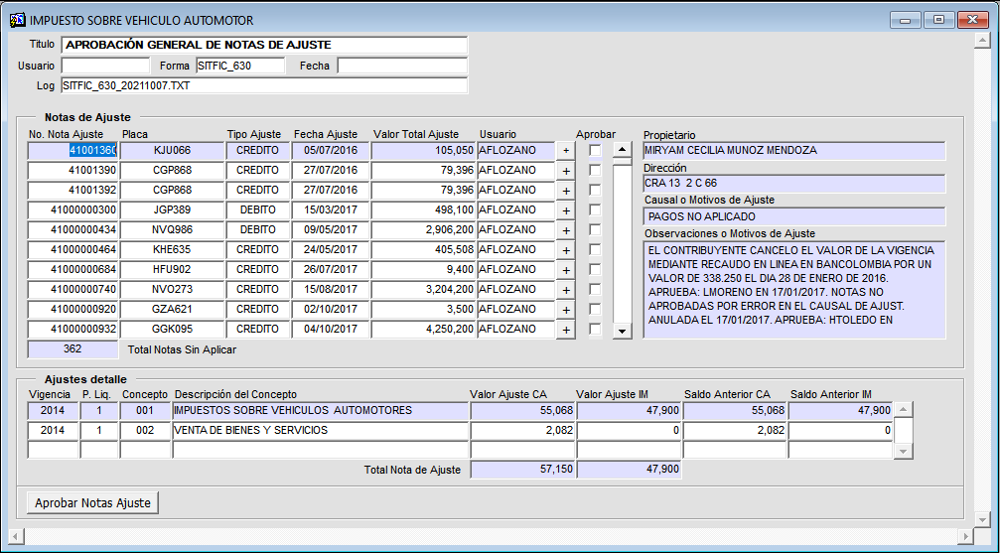 IMPUESTO SOBRE VEHICULO AUTOMOTOR
Titulo APROBACIÓN GENERAL DE NOTAS DE AJUSTE
Usuario Forma SITFIC_630 Fecha
Log SITFIC_630_20211007.TXT
Notas de Ajuste
No. Nota Ajuste Placa Tipo Ajuste Fecha Ajuste Valor Total Ajuste Usuario Aprobar
41001360 KJU066 CREDITO 05/07/2016 105,050 AFLOZANO +
41001390 CGP868 CREDITO 27/07/2016 79,396 AFLOZANO +
41001392 CGP868 CREDITO 27/07/2016 79,396 AFLOZANO +
41000000300 JGP389 DEBITO 15/03/2017 498,100 AFLOZANO +
41000000434 NVQ986 DEBITO 09/05/2017 2,906,200 AFLOZANO +
41000000464 KHE635 CREDITO 24/05/2017 405,508 AFLOZANO +
41000000684 HFU902 CREDITO 26/07/2017 9,400 AFLOZANO +
41000000740 NVO273 CREDITO 15/08/2017 3,204,200 AFLOZANO +
41000000920 GZA621 CREDITO 02/10/2017 3,500 AFLOZANO +
41000000932 GGK095 CREDITO 04/10/2017 4,250,200 AFLOZANO +
362 Total Notas Sin Aplicar
Propietario
MIRYAM CECILIA MUNOZ MENDOZA
Dirección
CRA 13 2 C 66
Causal o Motivos de Ajuste
PAGOS NO APLICADO
Observaciones o Motivos de Ajuste
EL CONTRIBUYENTE CANCELO EL VALOR DE LA VIGENCIA
MEDIANTE RECAUDO EN LINEA EN BANCOLOMBIA POR UN
VALOR DE 338.250 EL DIA 28 DE ENERO DE 2016.
APRUEBA: LMORENO EN 17/01/2017. NOTAS NO
APROBADAS POR ERROR EN EL CAUSAL DE AJUST.
ANULADA EL 17/01/2017. APRUEBA: HTOLEDO EN
Ajustes detalle
Vigencia P. Liq. Concepto Descripción del Concepto Valor Ajuste CA Valor Ajuste IM Saldo Anterior CA Saldo Anterior IM
2014 1 001 IMPUESTOS SOBRE VEHICULOS AUTOMOTORES 55,068 47,900 55,068 47,900
2014 1 002 VENTA DE BIENES Y SERVICIOS 2,082 0 2,082 0
Total Nota de Ajuste 57,150 47,900
Aprobar Notas Ajuste